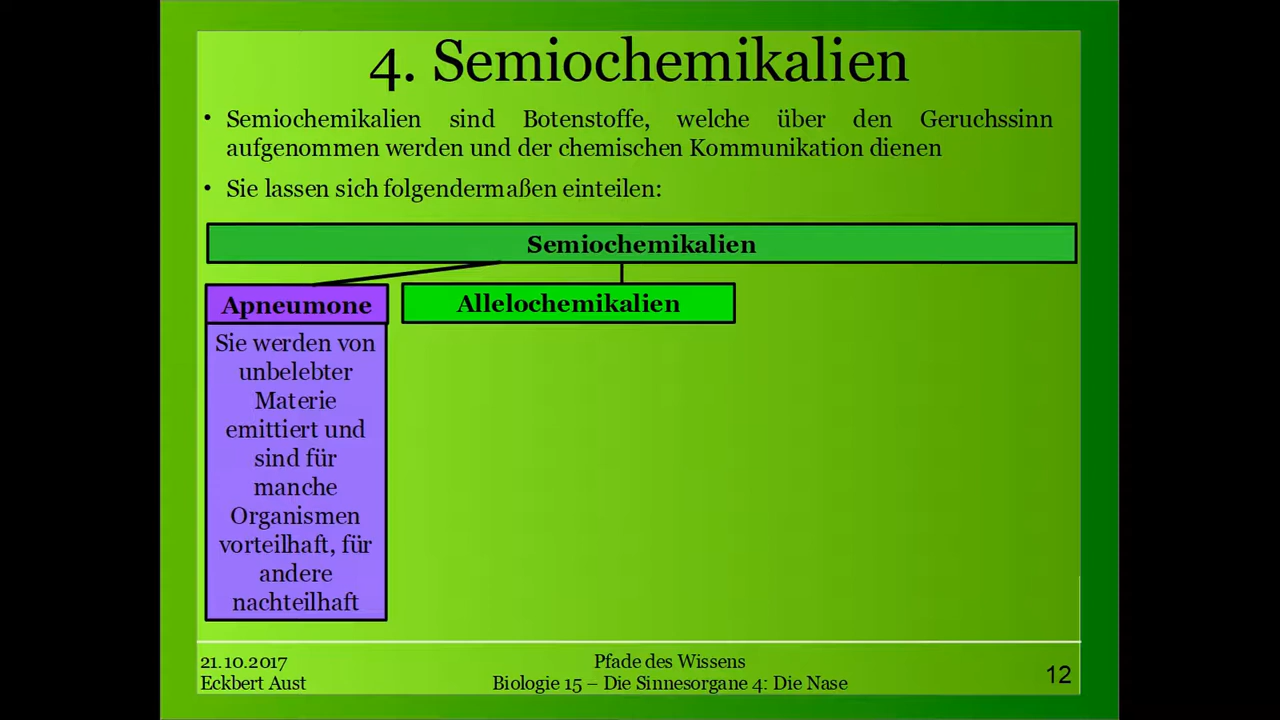 4. Semiochemikalien
• Semiochemikalien sind Botenstoffe, welche über den Geruchssinn
aufgenommen werden und der chemischen Kommunikation dienen
• Sie lassen sich folgendermaßen einteilen:
Semiochemikalien
Apneumone
Allelochemikalien
Sie werden von
unbelebter
Materie
emittiert und
sind für
manche
Organismen
vorteilhaft, für
andere
nachteilhaft
21.10.2017
Eckbert Aust
Pfade des Wissens
Biologie 15 – Die Sinnesorgane 4: Die Nase
12